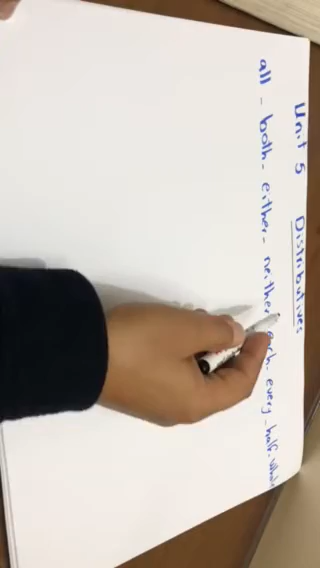 Unit 5 Distributives
all - both - either - neither each - every - half - whole